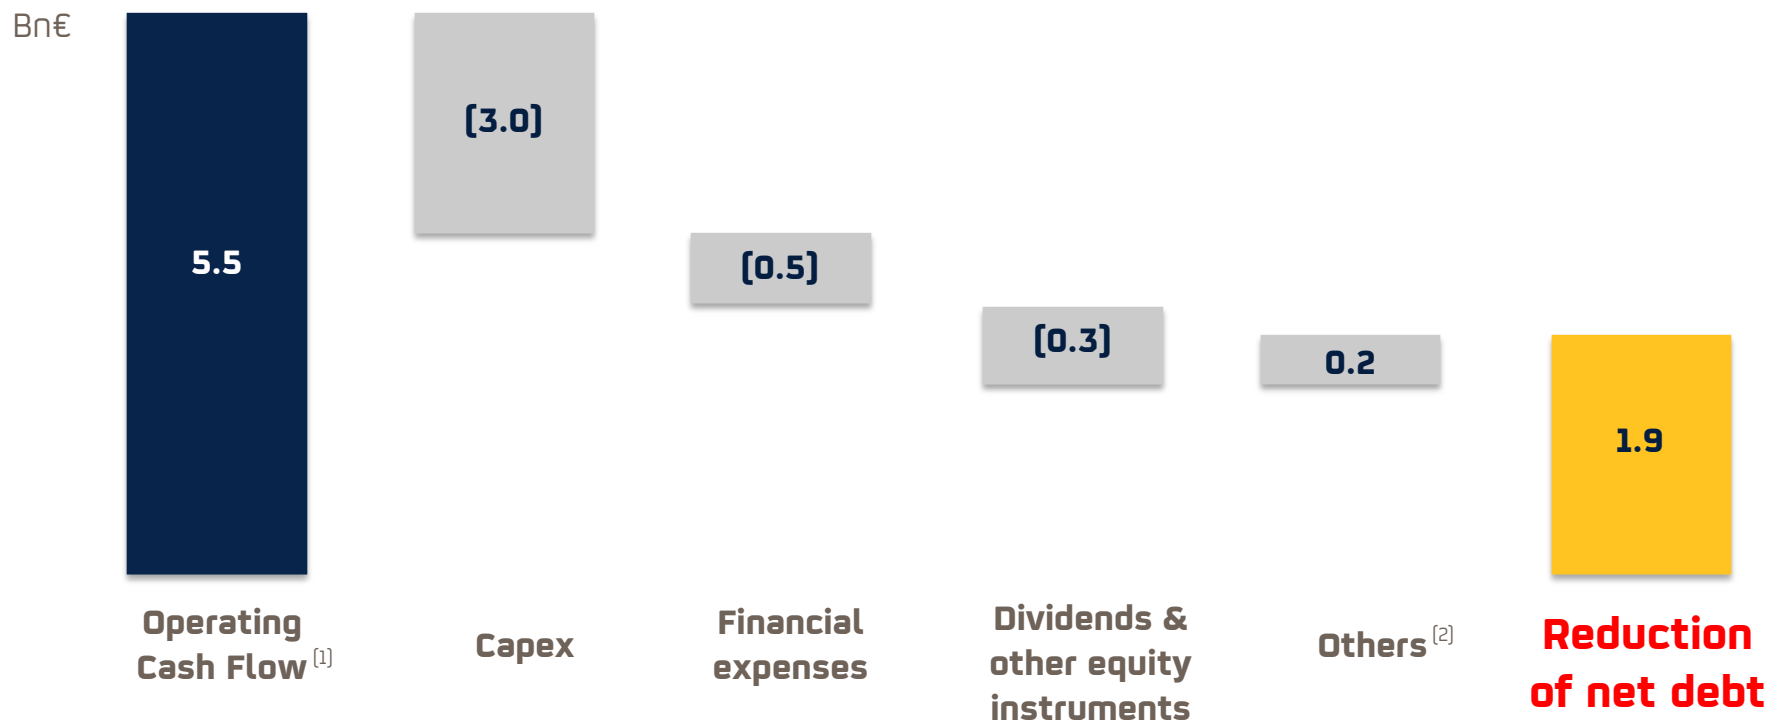 Bn€
5.5
(3.0)
(0.5)
(0.3)
0.2
1.9
Operating
Cash Flow (1)
Capex
Financial
expenses
Dividends &
other equity
instruments
Others (2)
Reduction
of net debt